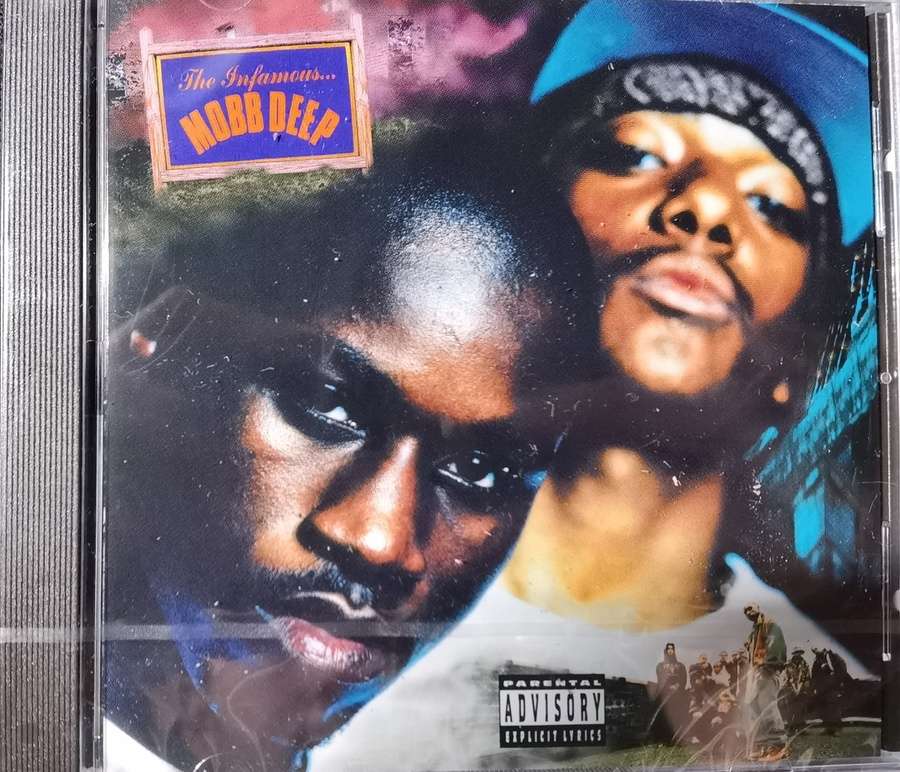 The Infamous...
MOBB DEEP
PARENTAL
ADVISORY
EXPLICIT LYRICS